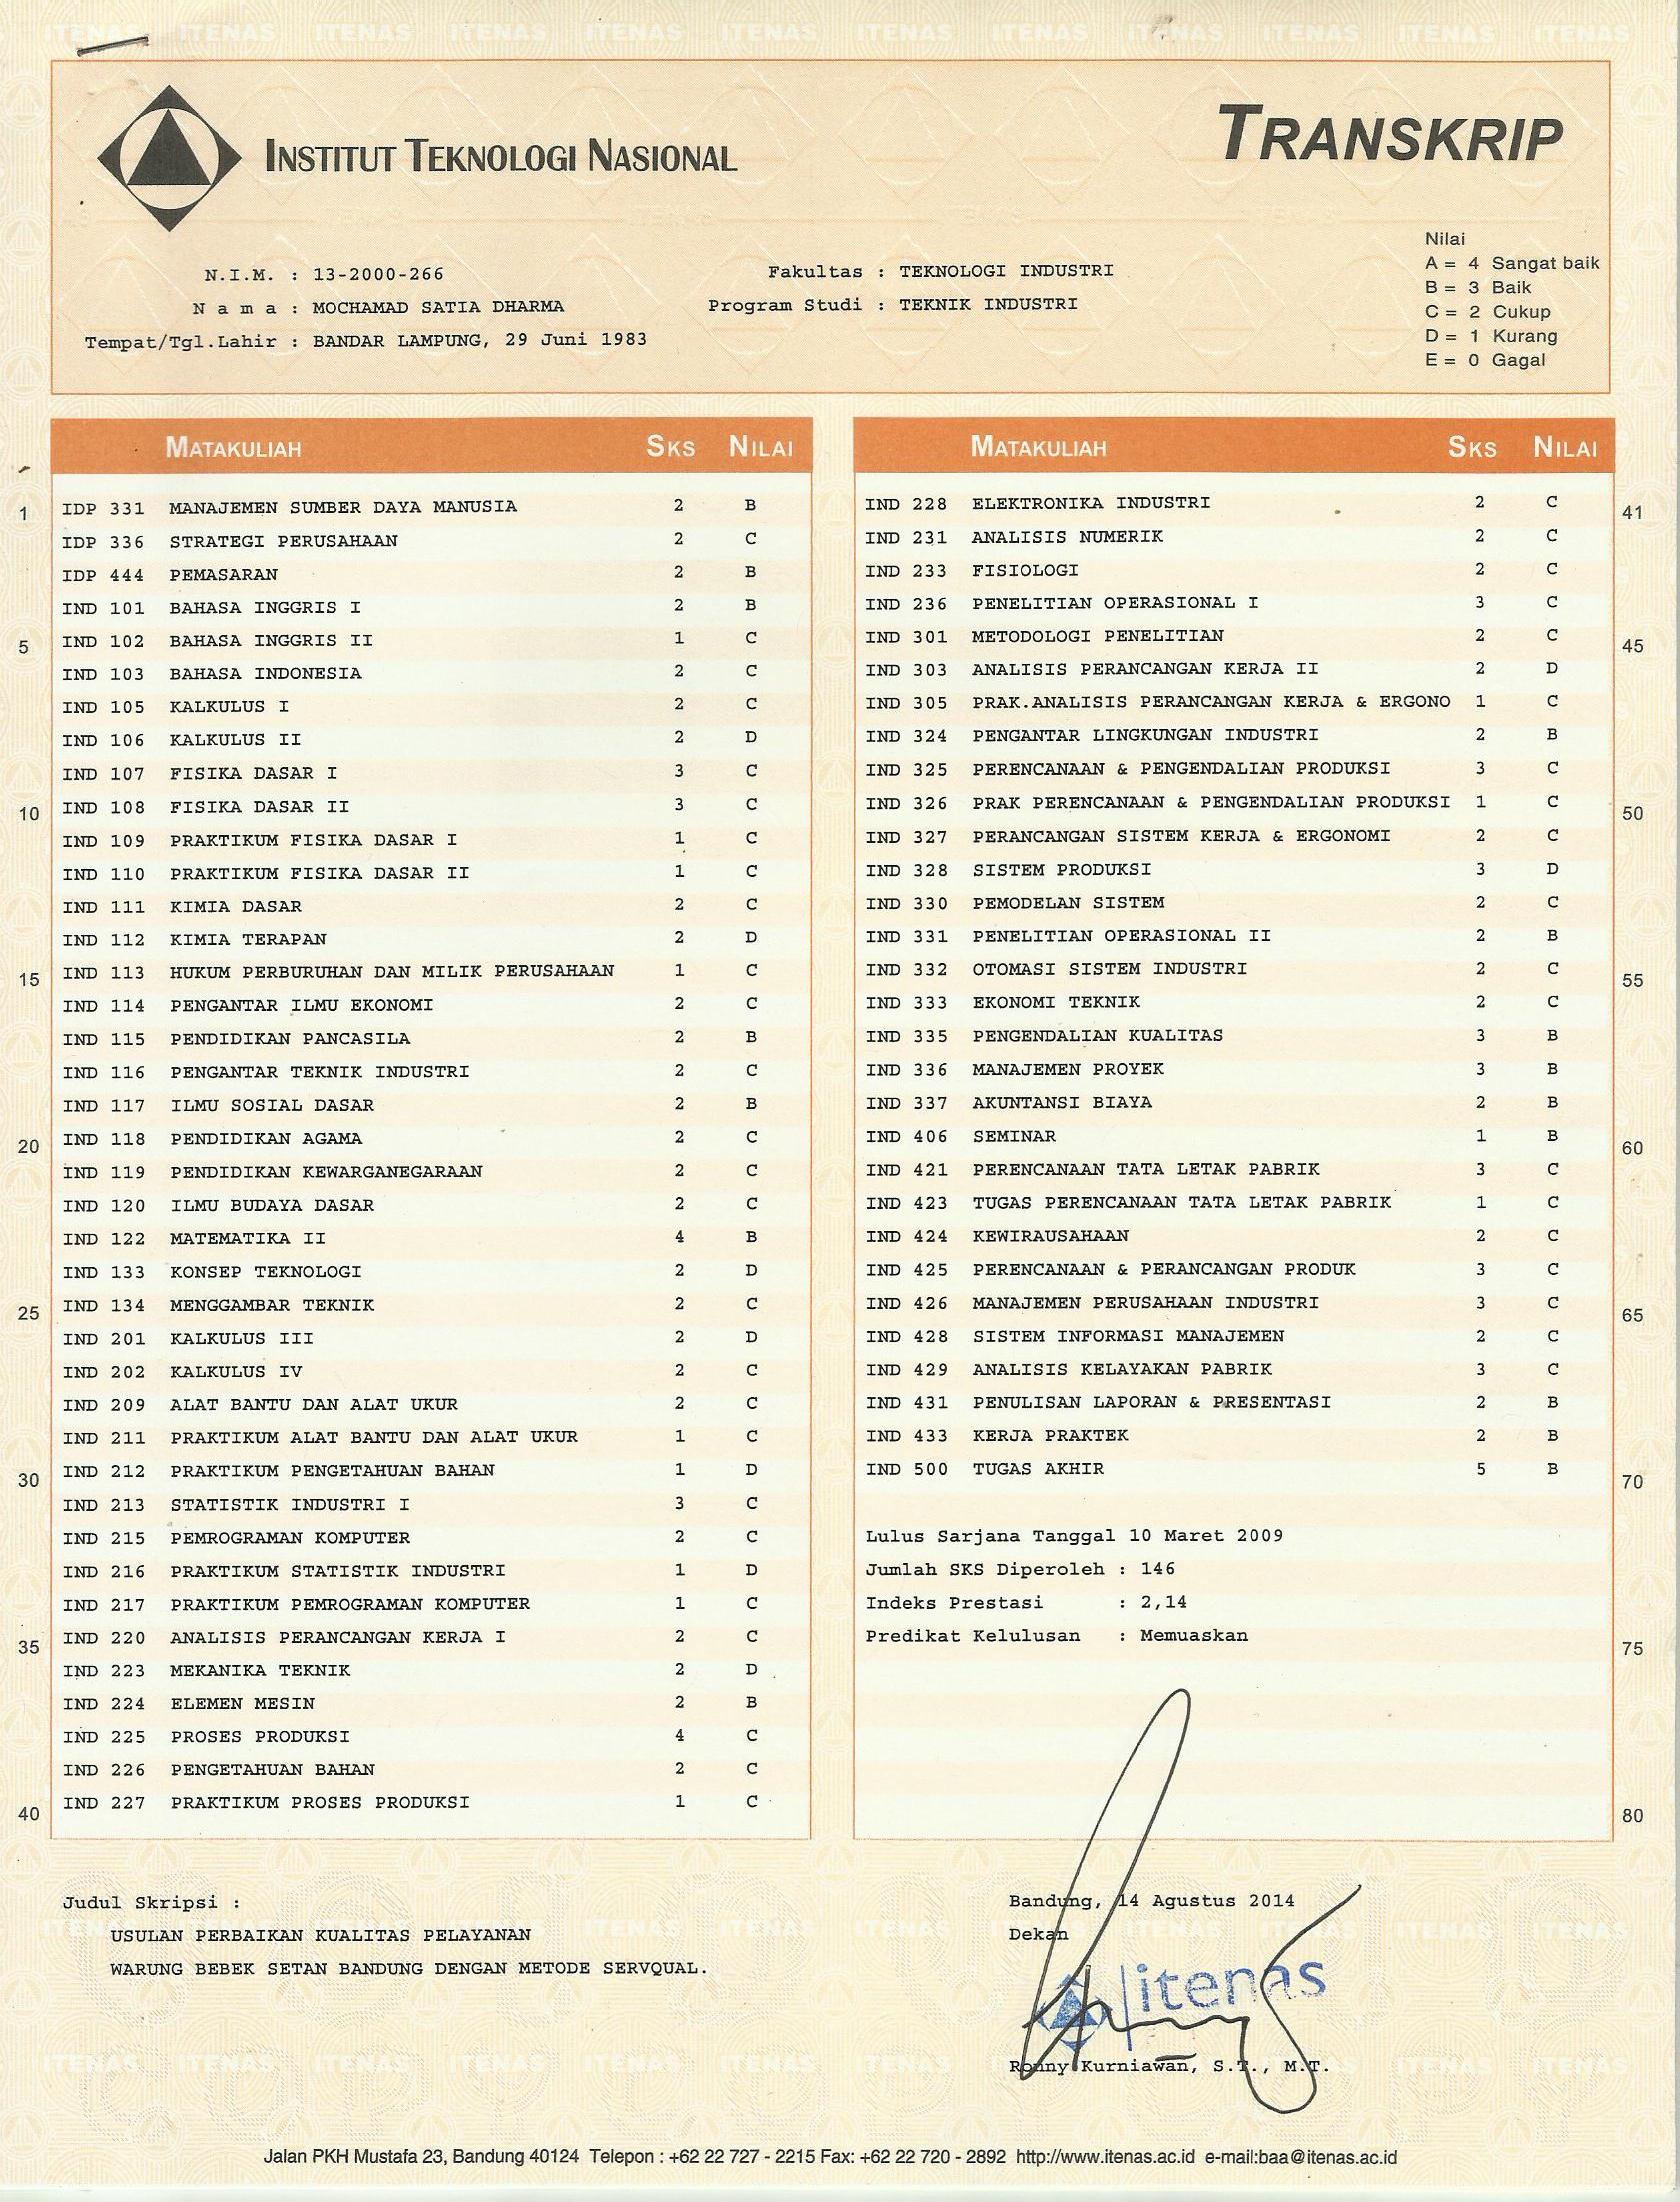 INSTITUT TEKNOLOGI NASIONAL
TRANSKRIP
N.I.M. : 13-2000-266
N a m a : MOCHAMAD SATIA DHARMA
Tempat/Tgl.Lahir : BANDAR LAMPUNG, 29 Juni 1983
Fakultas : TEKNOLOGI INDUSTRI
Program Studi : TEKNIK INDUSTRI
Nilai
A = 4 Sangat baik
B = 3 Baik
C = 2 Cukup
D = 1 Kurang
E = 0 Gagal
MATAKULIAH SKS NILAI
1 IDP 331 MANAJEMEN SUMBER DAYA MANUSIA 2 B
IDP 336 STRATEGI PERUSAHAAN 2 C
IDP 444 PEMASARAN 2 B
IND 101 BAHASA INGGRIS I 2 B
5 IND 102 BAHASA INGGRIS II 1 C
IND 103 BAHASA INDONESIA 2 C
IND 105 KALKULUS I 2 C
IND 106 KALKULUS II 2 D
IND 107 FISIKA DASAR I 3 C
10 IND 108 FISIKA DASAR II 3 C
IND 109 PRAKTIKUM FISIKA DASAR I 1 C
IND 110 PRAKTIKUM FISIKA DASAR II 1 C
IND 111 KIMIA DASAR 2 C
IND 112 KIMIA TERAPAN 2 D
15 IND 113 HUKUM PERBURUHAN DAN MILIK PERUSAHAAN 1 C
IND 114 PENGANTAR ILMU EKONOMI 2 C
IND 115 PENDIDIKAN PANCASILA 2 B
IND 116 PENGANTAR TEKNIK INDUSTRI 2 C
IND 117 ILMU SOSIAL DASAR 2 B
20 IND 118 PENDIDIKAN AGAMA 2 C
IND 119 PENDIDIKAN KEWARGANEGARAAN 2 C
IND 120 ILMU BUDAYA DASAR 2 C
IND 122 MATEMATIKA II 4 B
IND 133 KONSEP TEKNOLOGI 2 D
25 IND 134 MENGGAMBAR TEKNIK 2 C
IND 201 KALKULUS III 2 D
IND 202 KALKULUS IV 2 C
IND 209 ALAT BANTU DAN ALAT UKUR 2 C
IND 211 PRAKTIKUM ALAT BANTU DAN ALAT UKUR 1 C
30 IND 212 PRAKTIKUM PENGETAHUAN BAHAN 1 D
IND 213 STATISTIK INDUSTRI I 3 C
IND 215 PEMROGRAMAN KOMPUTER 2 C
IND 216 PRAKTIKUM STATISTIK INDUSTRI 1 D
IND 217 PRAKTIKUM PEMROGRAMAN KOMPUTER 1 C
35 IND 220 ANALISIS PERANCANGAN KERJA I 2 C
IND 223 MEKANIKA TEKNIK 2 D
IND 224 ELEMEN MESIN 2 B
IND 225 PROSES PRODUKSI 4 C
IND 226 PENGETAHUAN BAHAN 2 C
40 IND 227 PRAKTIKUM PROSES PRODUKSI 1 C
MATAKULIAH SKS NILAI
IND 228 ELEKTRONIKA INDUSTRI 2 C 41
IND 231 ANALISIS NUMERIK 2 C
IND 233 FISIOLOGI 2 C
IND 236 PENELITIAN OPERASIONAL I 3 C
IND 301 METODOLOGI PENELITIAN 2 C 45
IND 303 ANALISIS PERANCANGAN KERJA II 2 D
IND 305 PRAK.ANALISIS PERANCANGAN KERJA & ERGONO 1 C
IND 324 PENGANTAR LINGKUNGAN INDUSTRI 2 B
IND 325 PERENCANAAN & PENGENDALIAN PRODUKSI 3 C
IND 326 PRAK PERENCANAAN & PENGENDALIAN PRODUKSI 1 C 50
IND 327 PERANCANGAN SISTEM KERJA & ERGONOMI 2 C
IND 328 SISTEM PRODUKSI 3 D
IND 330 PEMODELAN SISTEM 2 C
IND 331 PENELITIAN OPERASIONAL II 2 B
IND 332 OTOMASI SISTEM INDUSTRI 2 C 55
IND 333 EKONOMI TEKNIK 2 C
IND 335 PENGENDALIAN KUALITAS 3 B
IND 336 MANAJEMEN PROYEK 3 B
IND 337 AKUNTANSI BIAYA 2 B
IND 406 SEMINAR 1 B 60
IND 421 PERENCANAAN TATA LETAK PABRIK 3 C
IND 423 TUGAS PERENCANAAN TATA LETAK PABRIK 1 C
IND 424 KEWIRAUSAHAAN 2 C
IND 425 PERENCANAAN & PERANCANGAN PRODUK 3 C
IND 426 MANAJEMEN PERUSAHAAN INDUSTRI 3 C 65
IND 428 SISTEM INFORMASI MANAJEMEN 2 C
IND 429 ANALISIS KELAYAKAN PABRIK 3 C
IND 431 PENULISAN LAPORAN & PRESENTASI 2 B
IND 433 KERJA PRAKTEK 2 B
IND 500 TUGAS AKHIR 5 B 70
Lulus Sarjana Tanggal 10 Maret 2009
Jumlah SKS Diperoleh : 146
Indeks Prestasi : 2,14
Predikat Kelulusan : Memuaskan
75
80
Judul Skripsi :
USULAN PERBAIKAN KUALITAS PELAYANAN
WARUNG BEBEK SETAN BANDUNG DENGAN METODE SERVQUAL.
Bandung, 14 Agustus 2014
Dekan
itenas
Ronny Kurniawan, S.T., M.T.
Jalan PKH Mustafa 23, Bandung 40124 Telepon : +62 22 727 - 2215 Fax: +62 22 720 - 2892 http://www.itenas.ac.id e-mail:baa@itenas.ac.id